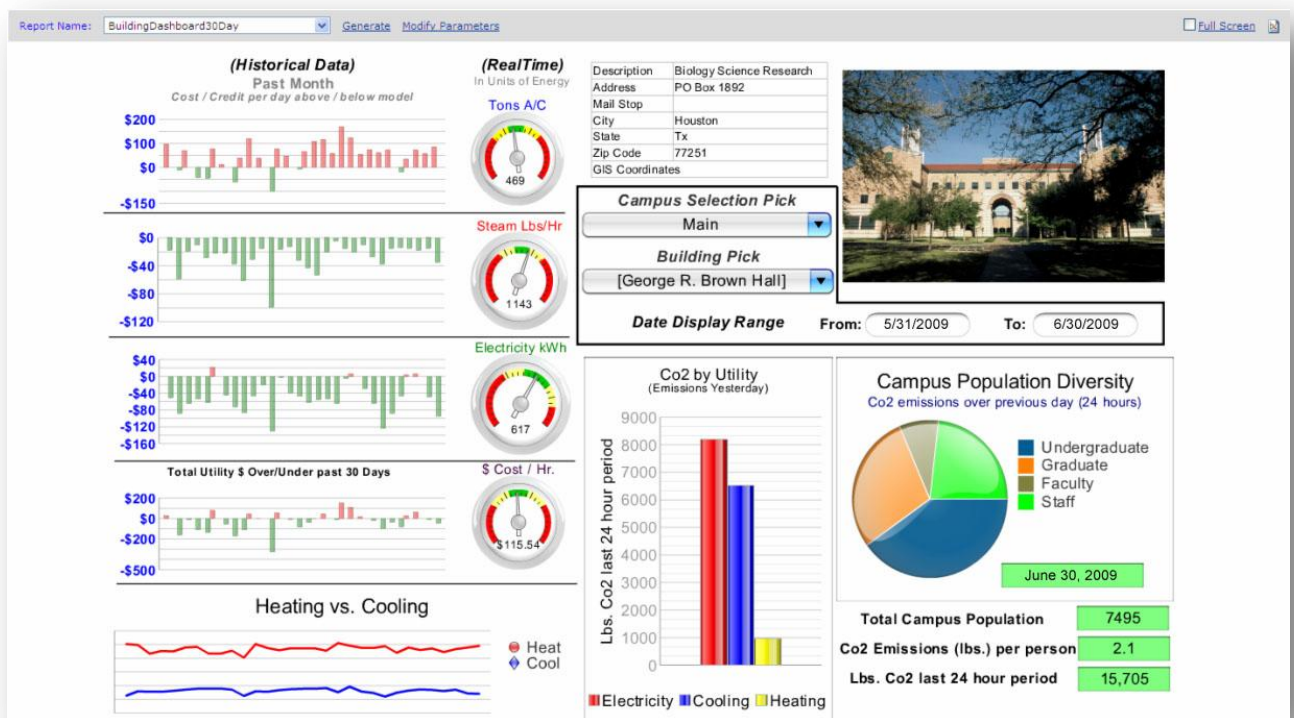 Report Name: BuildingDashboard30Day Generate Modify Parameters Full Screen
(Historical Data)
Past Month
Cost / Credit per day above / below model
$200
$100
$0
-$150
$0
-$40
-$80
-$120
$40
$0
-$40
-$80
-$120
-$160
Total Utility $ Over/Under past 30 Days
$200
$0
-$200
-$500
(RealTime)
In Units of Energy
Tons A/C
469
Steam Lbs/Hr
1143
Electricity kWh
617
$ Cost / Hr.
$115.54
Heating vs. Cooling
Heat
Cool
Description Biology Science Research
Address PO Box 1892
Mail Stop
City Houston
State Tx
Zip Code 77251
GIS Coordinates
Campus Selection Pick
Main
Building Pick
[George R. Brown Hall]
Date Display Range From: 5/31/2009 To: 6/30/2009
Co2 by Utility
(Emissions Yesterday)
Lbs. Co2 last 24 hour period
9000
8000
7000
6000
5000
4000
3000
2000
1000
0
Electricity Cooling Heating
Campus Population Diversity
Co2 emissions over previous day (24 hours)
Undergraduate
Graduate
Faculty
Staff
June 30, 2009
Total Campus Population 7495
Co2 Emissions (lbs.) per person 2.1
Lbs. Co2 last 24 hour period 15,705